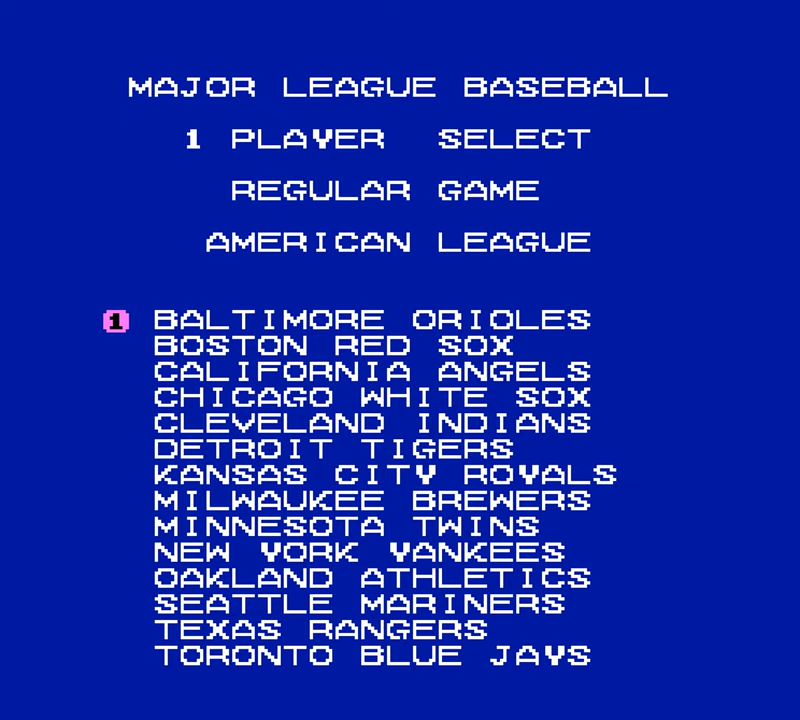 MAJOR LEAGUE BASEBALL
1 PLAYER SELECT
REGULAR GAME
AMERICAN LEAGUE
1 BALTIMORE ORIOLES
BOSTON RED SOX
CALIFORNIA ANGELS
CHICAGO WHITE SOX
CLEVELAND INDIANS
DETROIT TIGERS
KANSAS CITY ROYALS
MILWAUKEE BREWERS
MINNESOTA TWINS
NEW YORK YANKEES
OAKLAND ATHLETICS
SEATTLE MARINERS
TEXAS RANGERS
TORONTO BLUE JAYS